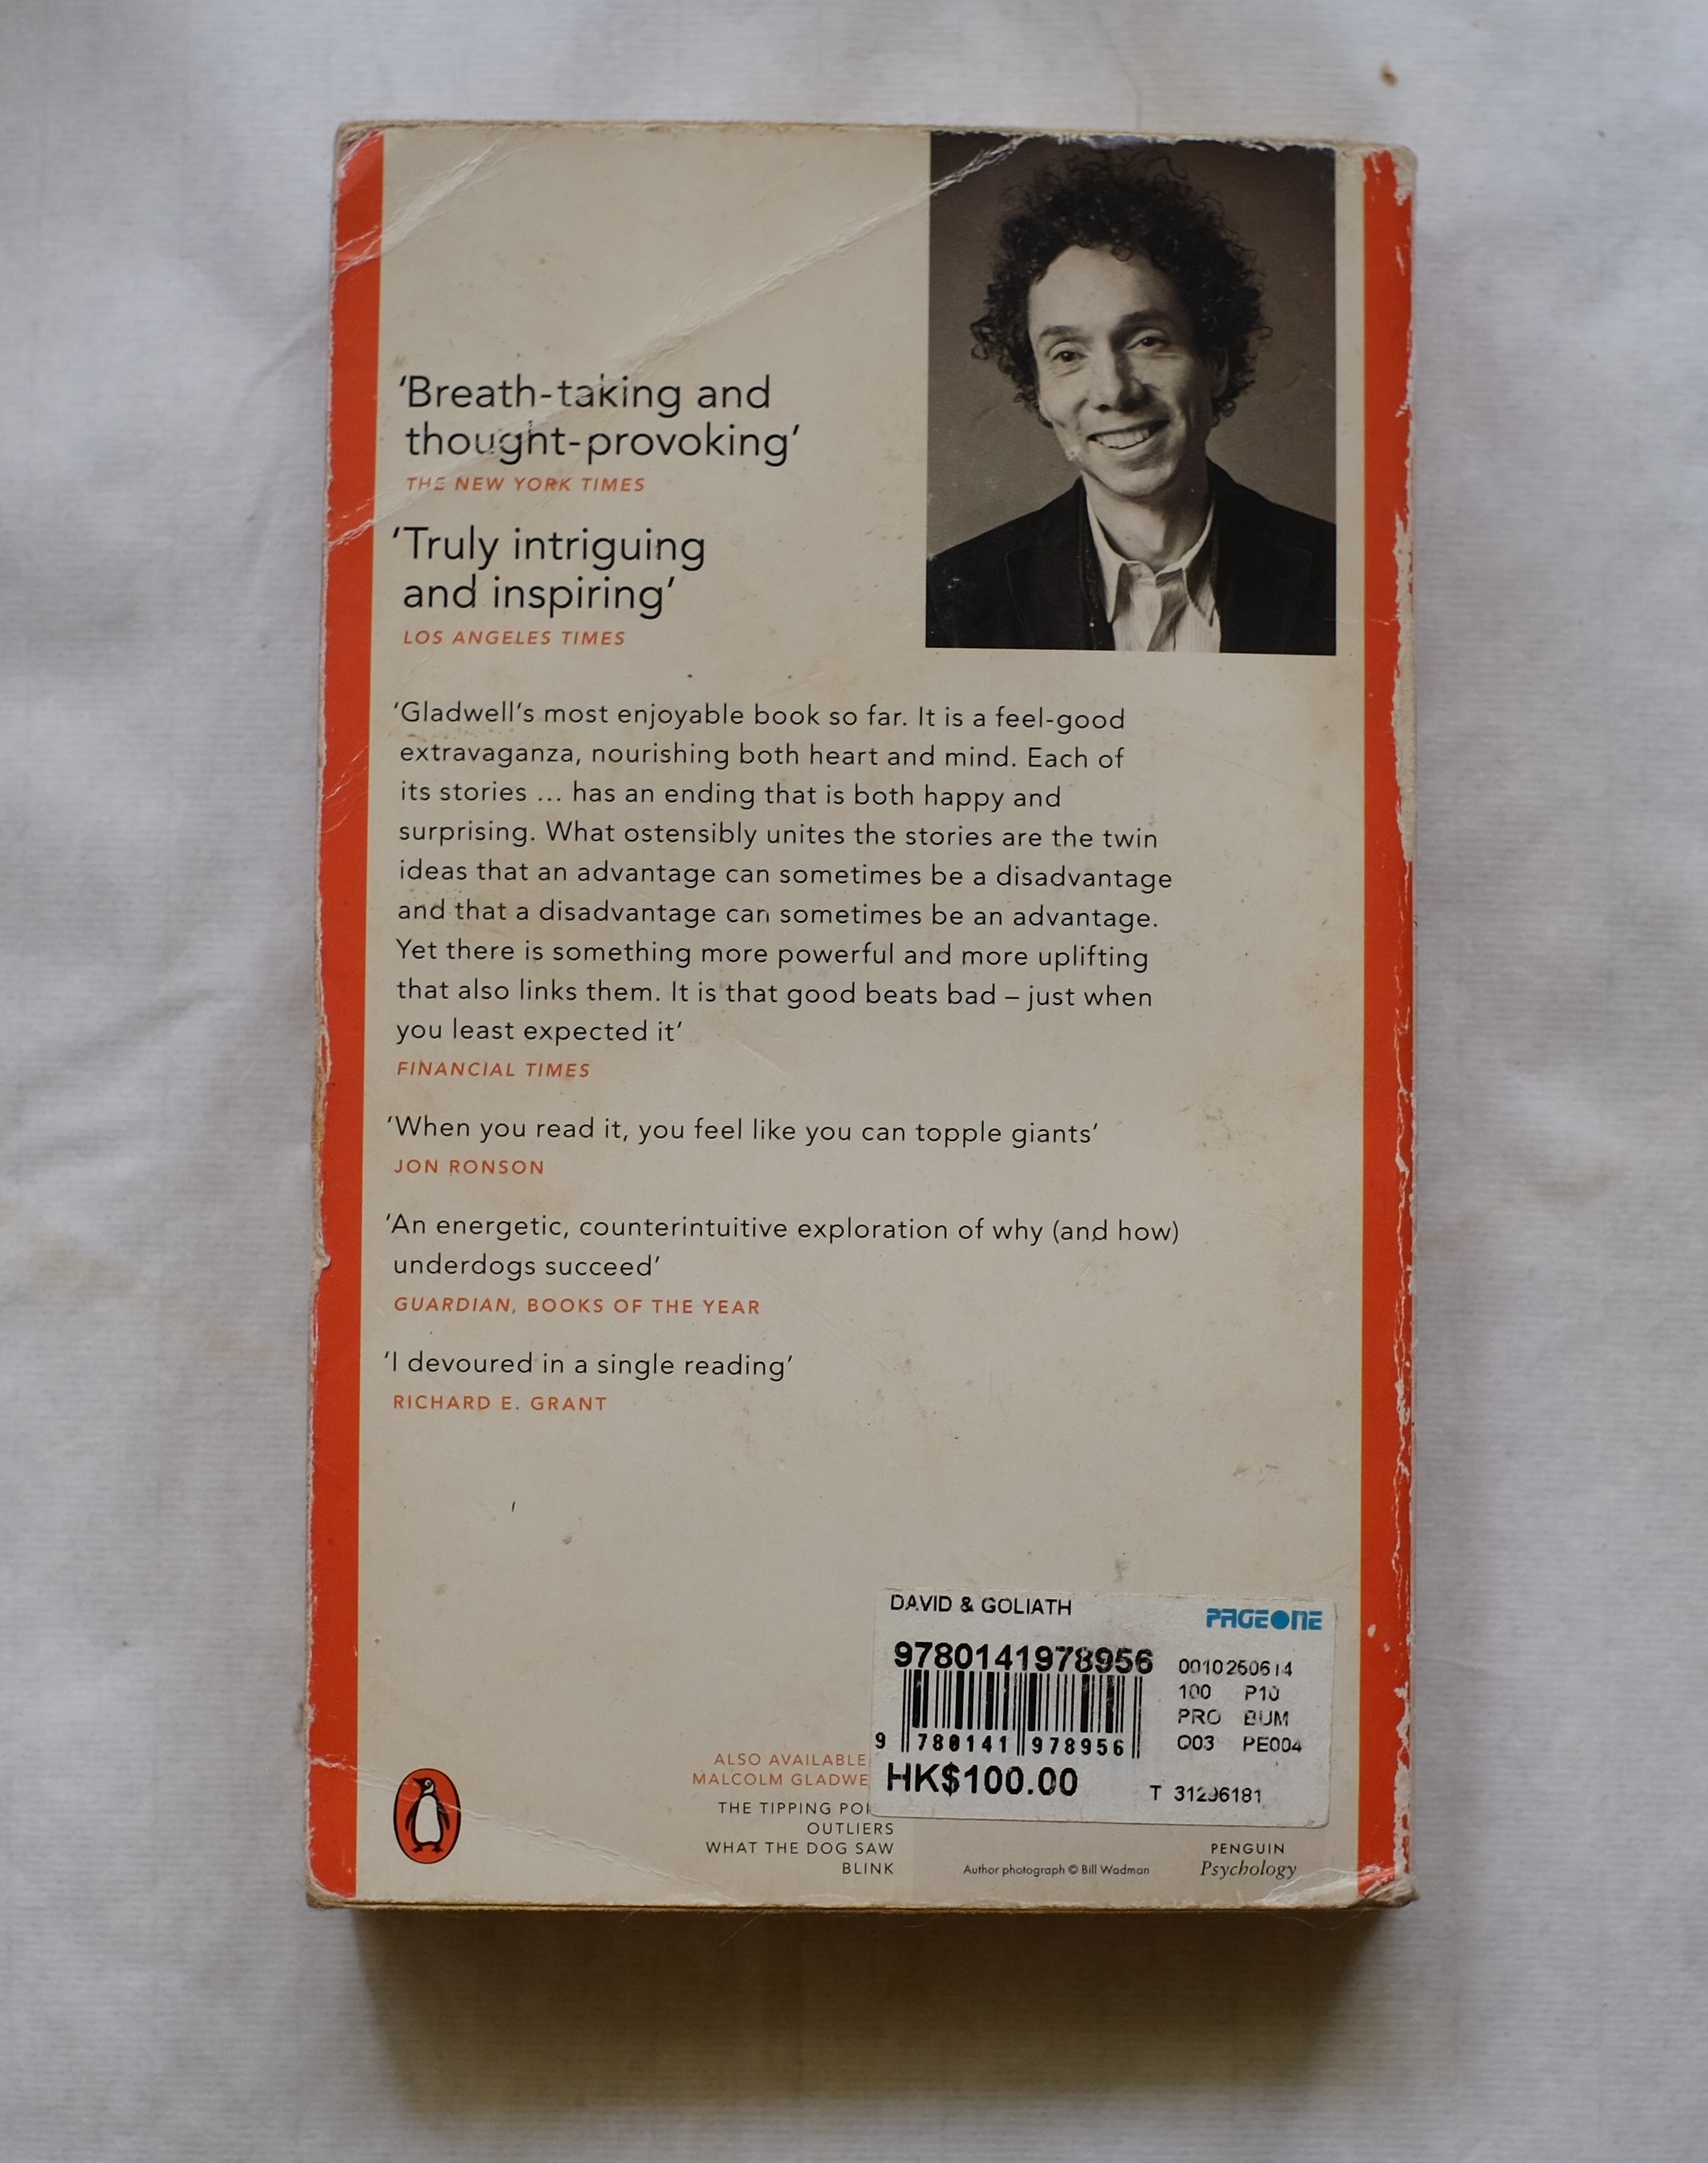 ‘Breath-taking and
thought-provoking’
THE NEW YORK TIMES
‘Truly intriguing
and inspiring’
LOS ANGELES TIMES
‘Gladwell’s most enjoyable book so far. It is a feel-good
extravaganza, nourishing both heart and mind. Each of
its stories … has an ending that is both happy and
surprising. What ostensibly unites the stories are the twin
ideas that an advantage can sometimes be a disadvantage
and that a disadvantage can sometimes be an advantage.
Yet there is something more powerful and more uplifting
that also links them. It is that good beats bad – just when
you least expected it’
FINANCIAL TIMES
‘When you read it, you feel like you can topple giants’
JON RONSON
‘An energetic, counterintuitive exploration of why (and how)
underdogs succeed’
GUARDIAN, BOOKS OF THE YEAR
‘I devoured in a single reading’
RICHARD E. GRANT
DAVID & GOLIATH
PAGEONE
9780141978956
0010250614
100 P10
PRO BUM
Q03 PE004
9 780141 978956
HK$100.00
T 31296181
ALSO AVAILABLE
MALCOLM GLADWE
THE TIPPING POI
OUTLIERS
WHAT THE DOG SAW
BLINK
Author photograph © Bill Wadman
PENGUIN
Psychology